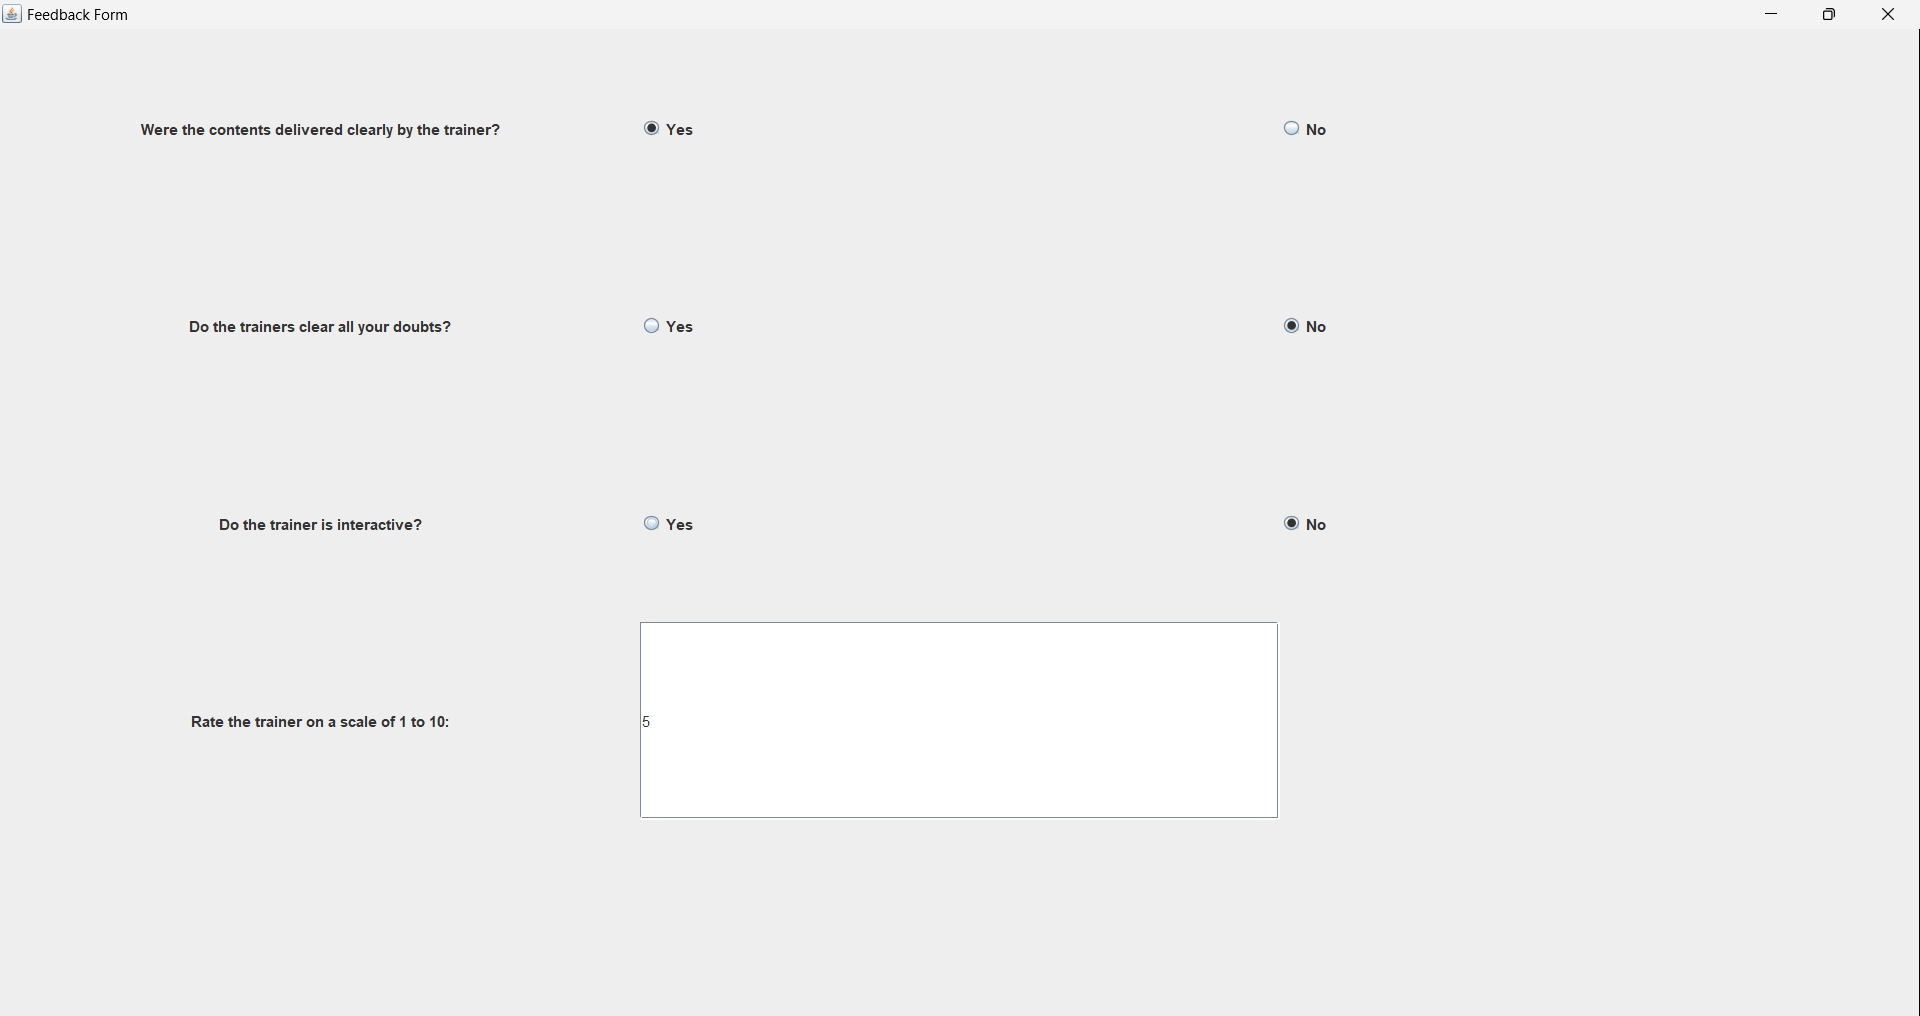 Feedback Form
Were the contents delivered clearly by the trainer? Yes No
Do the trainers clear all your doubts? Yes No
Do the trainer is interactive? Yes No
Rate the trainer on a scale of 1 to 10: 5